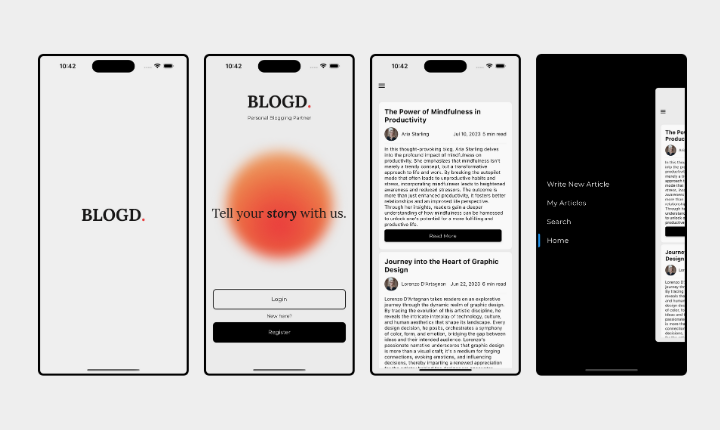 10:42
BLOGD.
10:42
BLOGD.
Personal Blogging Partner
Tell your story with us.
Login
New here?
Register
10:42
The Power of Mindfulness in
Productivity
Aria Starling
Jul 10, 2023 6 min read
In this thought-provoking blog, Aria Starling delves
into the profound impact of mindfulness on
productivity. She emphasizes that mindfulness isn't
merely a trendy concept, but a transformative
approach to life and work. By breaking the autopilot
mode that often leads to unproductive habits and
stress, incorporating mindfulness leads to heightened
awareness and reduced stressors. The outcome is
more than just enhanced productivity, it fosters better
relationships and an improved life perspective.
Through her insights, readers gain a deeper
understanding of how mindfulness can be harnessed
to unlock one's potential for a more fulfilling and
productive life.
Read More
Journey into the Heart of Graphic
Design
Lorenzo D'Artagnan
Jun 22, 2023 6 min read
Lorenzo D'Artagnan takes readers on an explorative
journey through the dynamic realm of graphic design.
By tracing the evolution of this artistic discipline, he
reveals the intricate interplay of technology, culture,
and human aesthetics that shape its landscape. Every
design decision, he posits, orchestrates a symphony
of color, form, and emotion, bridging the gap between
ideas and their intended audience. Lorenzo's
passionate narrative underscores that graphic design
is more than a visual craft; it's a medium for forging
connections, evoking emotions, and influencing
decisions, thereby imparting a renewed appreciation
Write New Article
My Articles
Search
Home